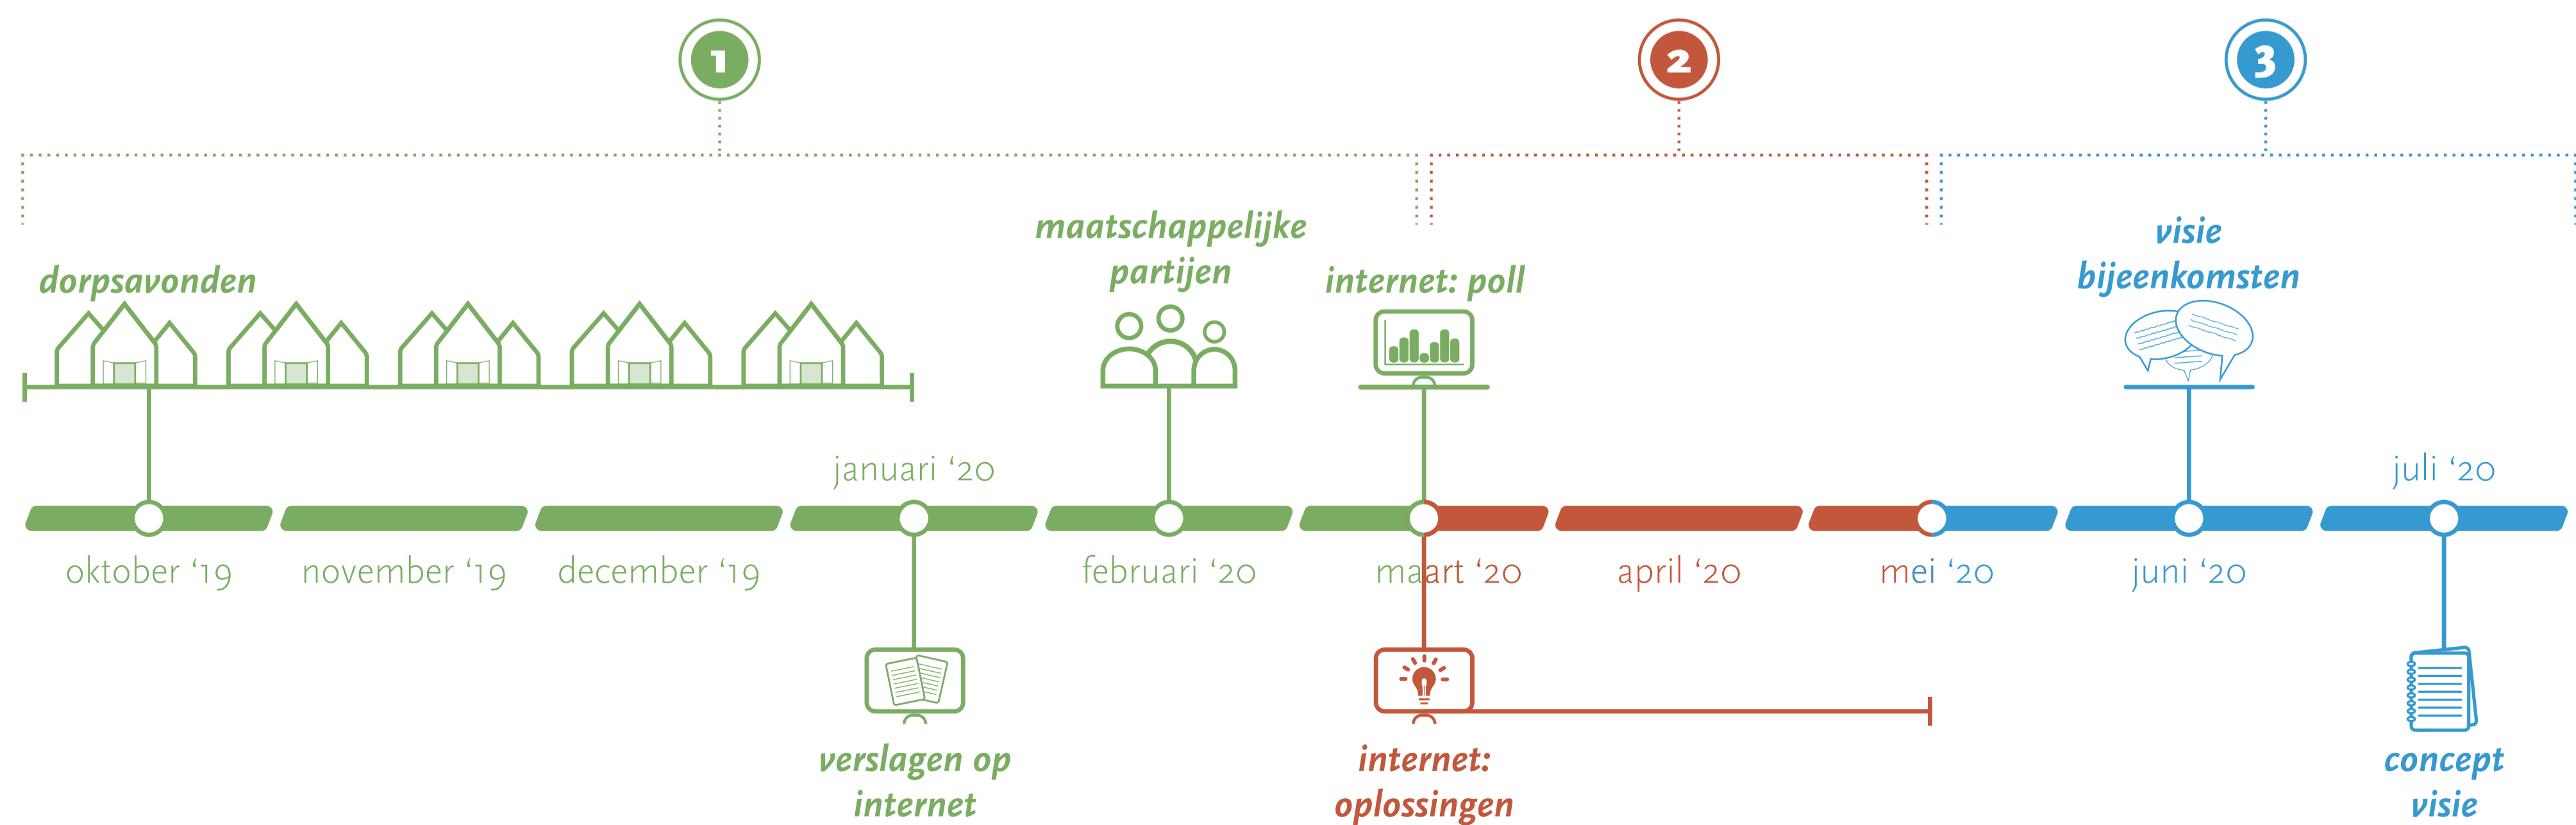 1
2
3
dorpsavonden
maatschappelijke
partijen
internet: poll
visie
bijeenkomsten
januari ‘20
juli ‘20
oktober ‘19
november ‘19
december ‘19
februari ‘20
maart ‘20
april ‘20
mei ‘20
juni ‘20
verslagen op
internet
internet:
oplossingen
concept
visie